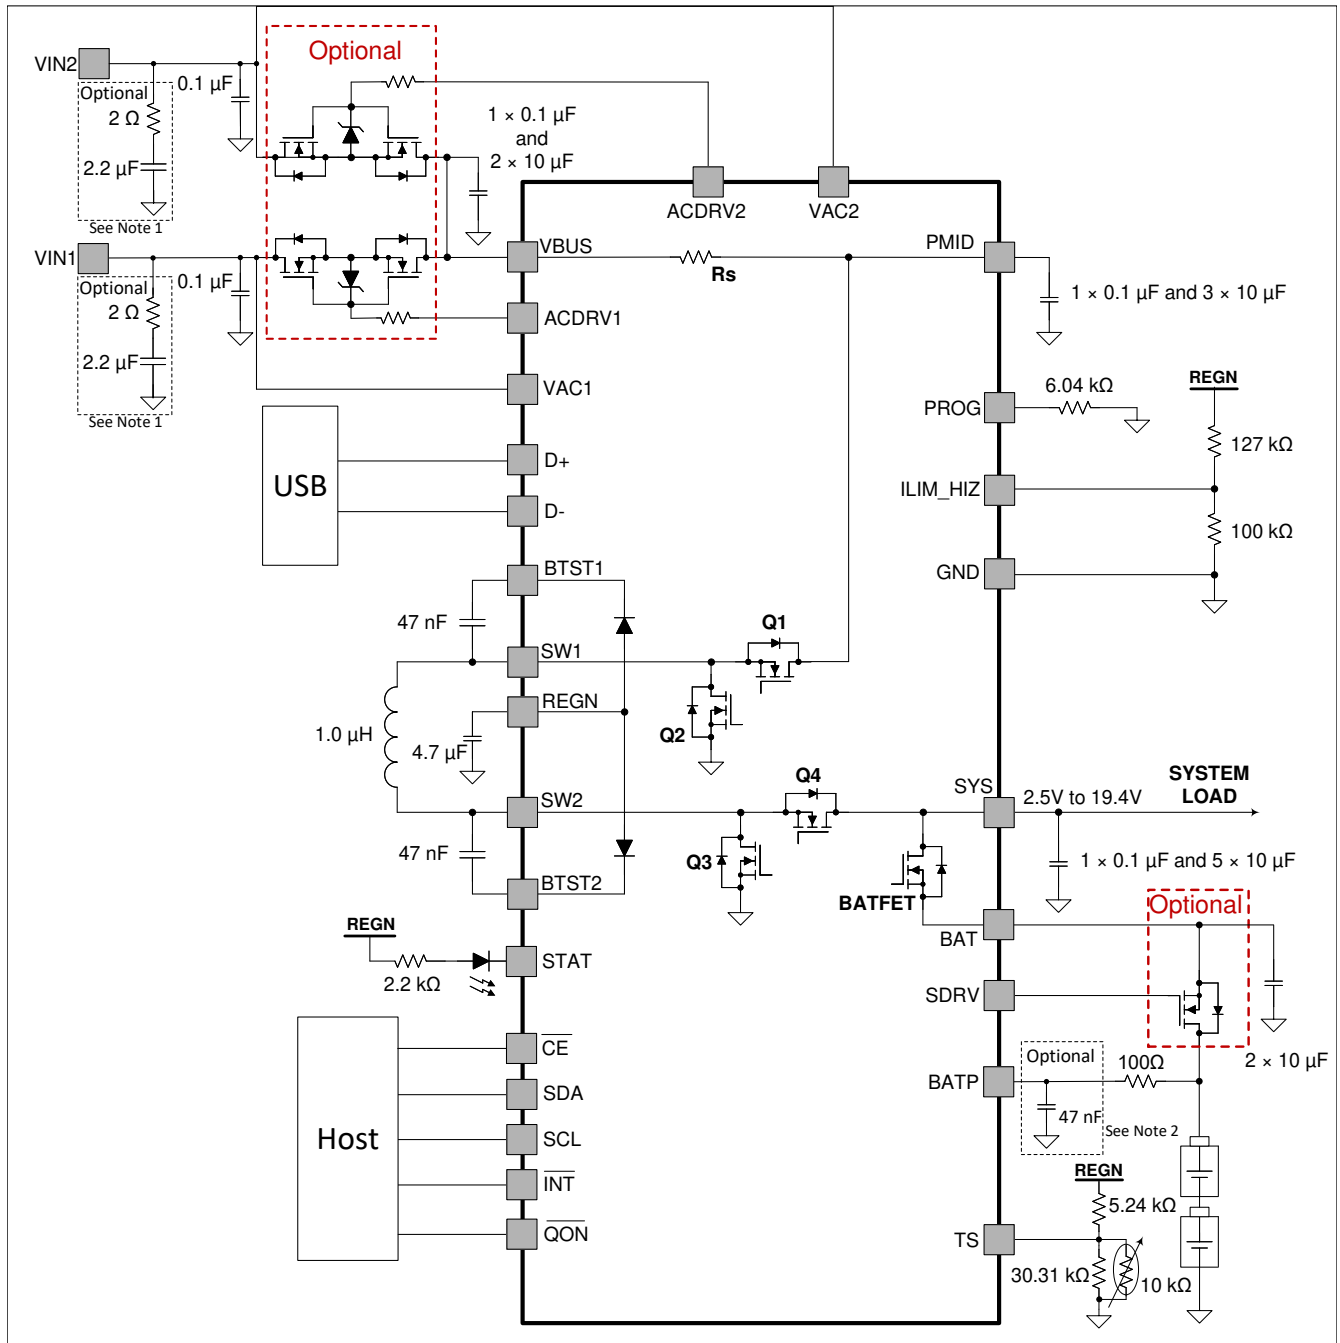 VIN2
Optional
2 Ω
2.2 µF
See Note 1
0.1 µF
Optional
1 × 0.1 µF
and
2 × 10 µF
ACDRV2
VAC2
VIN1
Optional
2 Ω
2.2 µF
See Note 1
0.1 µF
VBUS
Rs
PMID
1 × 0.1 µF and 3 × 10 µF
ACDRV1
VAC1
PROG
6.04 kΩ
REGN
127 kΩ
USB
D+
D-
ILIM_HIZ
100 kΩ
GND
BTST1
47 nF
SW1
Q1
REGN
Q2
1.0 µH
4.7 µF
Q4
SW2
SYS
2.5V to 19.4V
SYSTEM
LOAD
47 nF
Q3
1 × 0.1 µF and 5 × 10 µF
BTST2
BATFET
Optional
BAT
REGN
2.2 kΩ
STAT
SDRV
2 × 10 µF
Host
CE
SDA
SCL
INT
QON
BATP
Optional
47 nF
100Ω
See Note 2
REGN
5.24 kΩ
TS
30.31 kΩ
10 kΩ